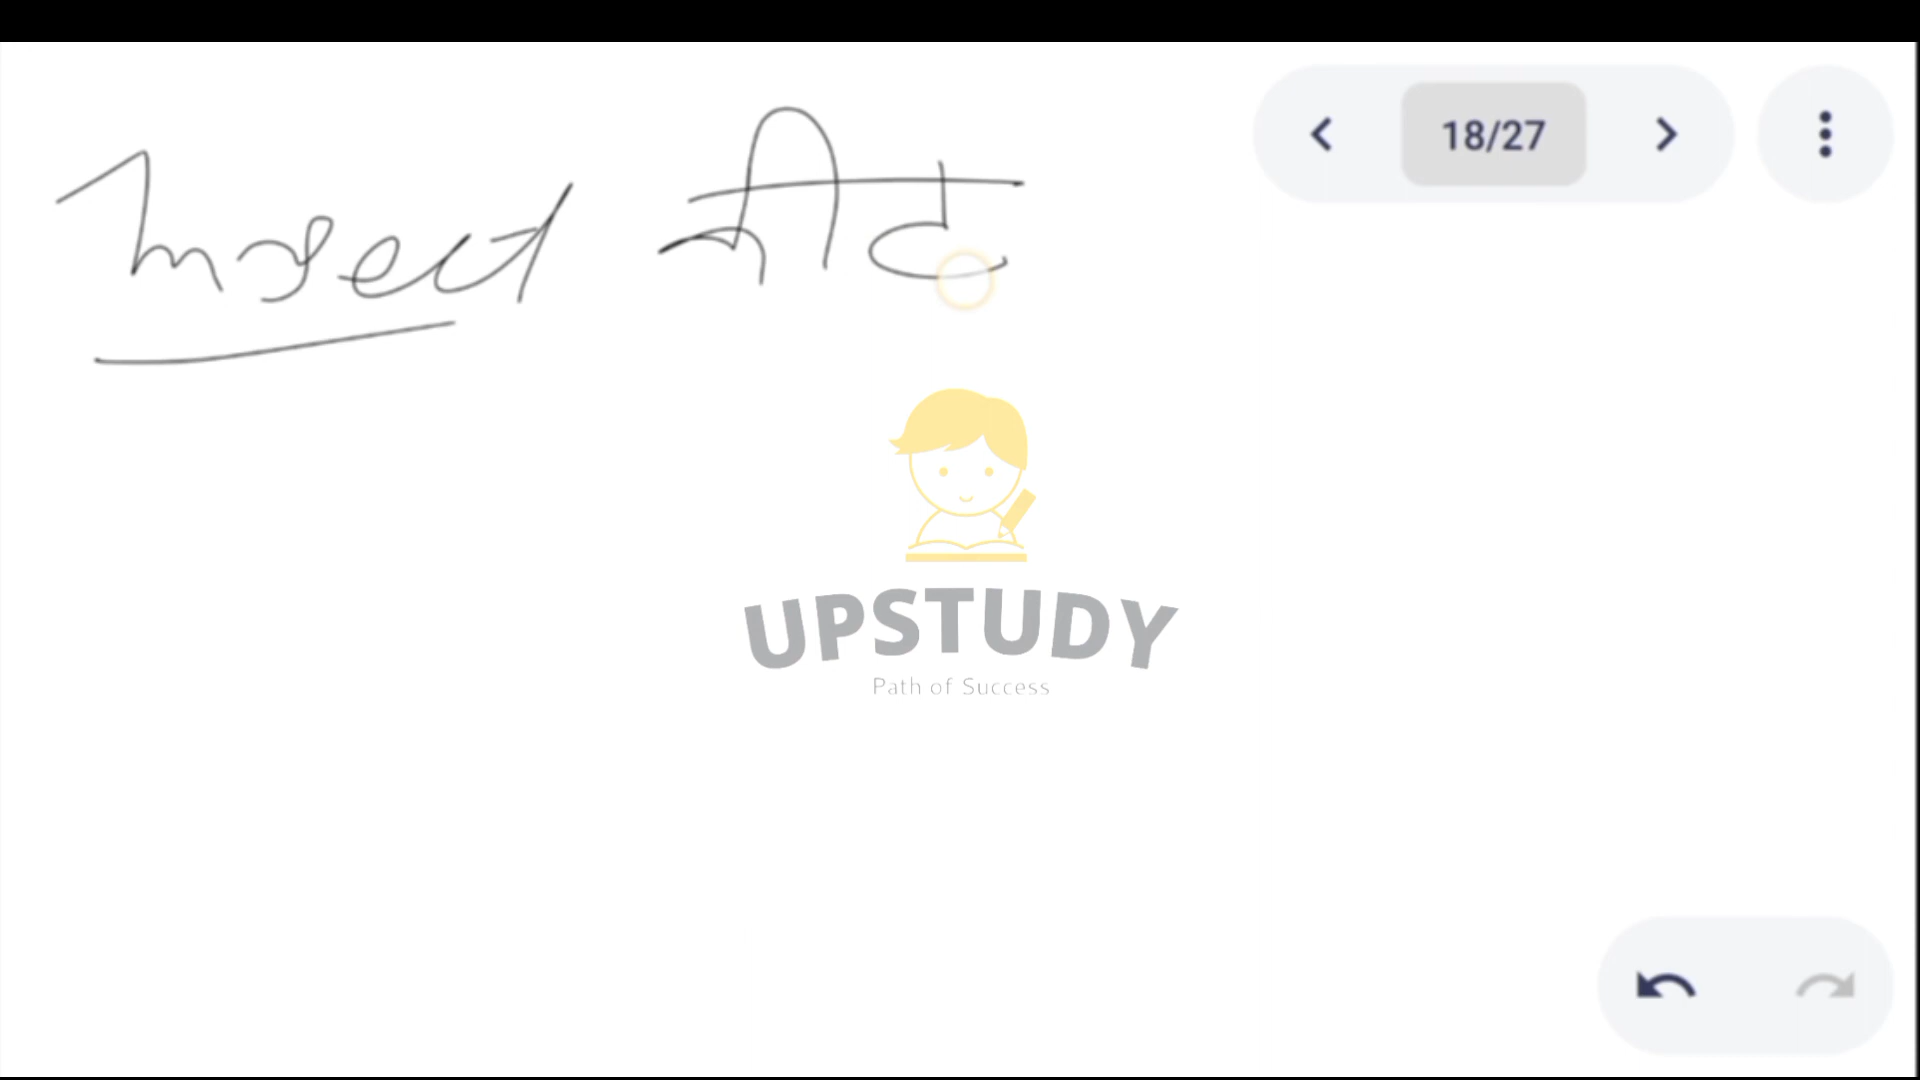 18/27
Insect कीट
UPSTUDY
Path of Success